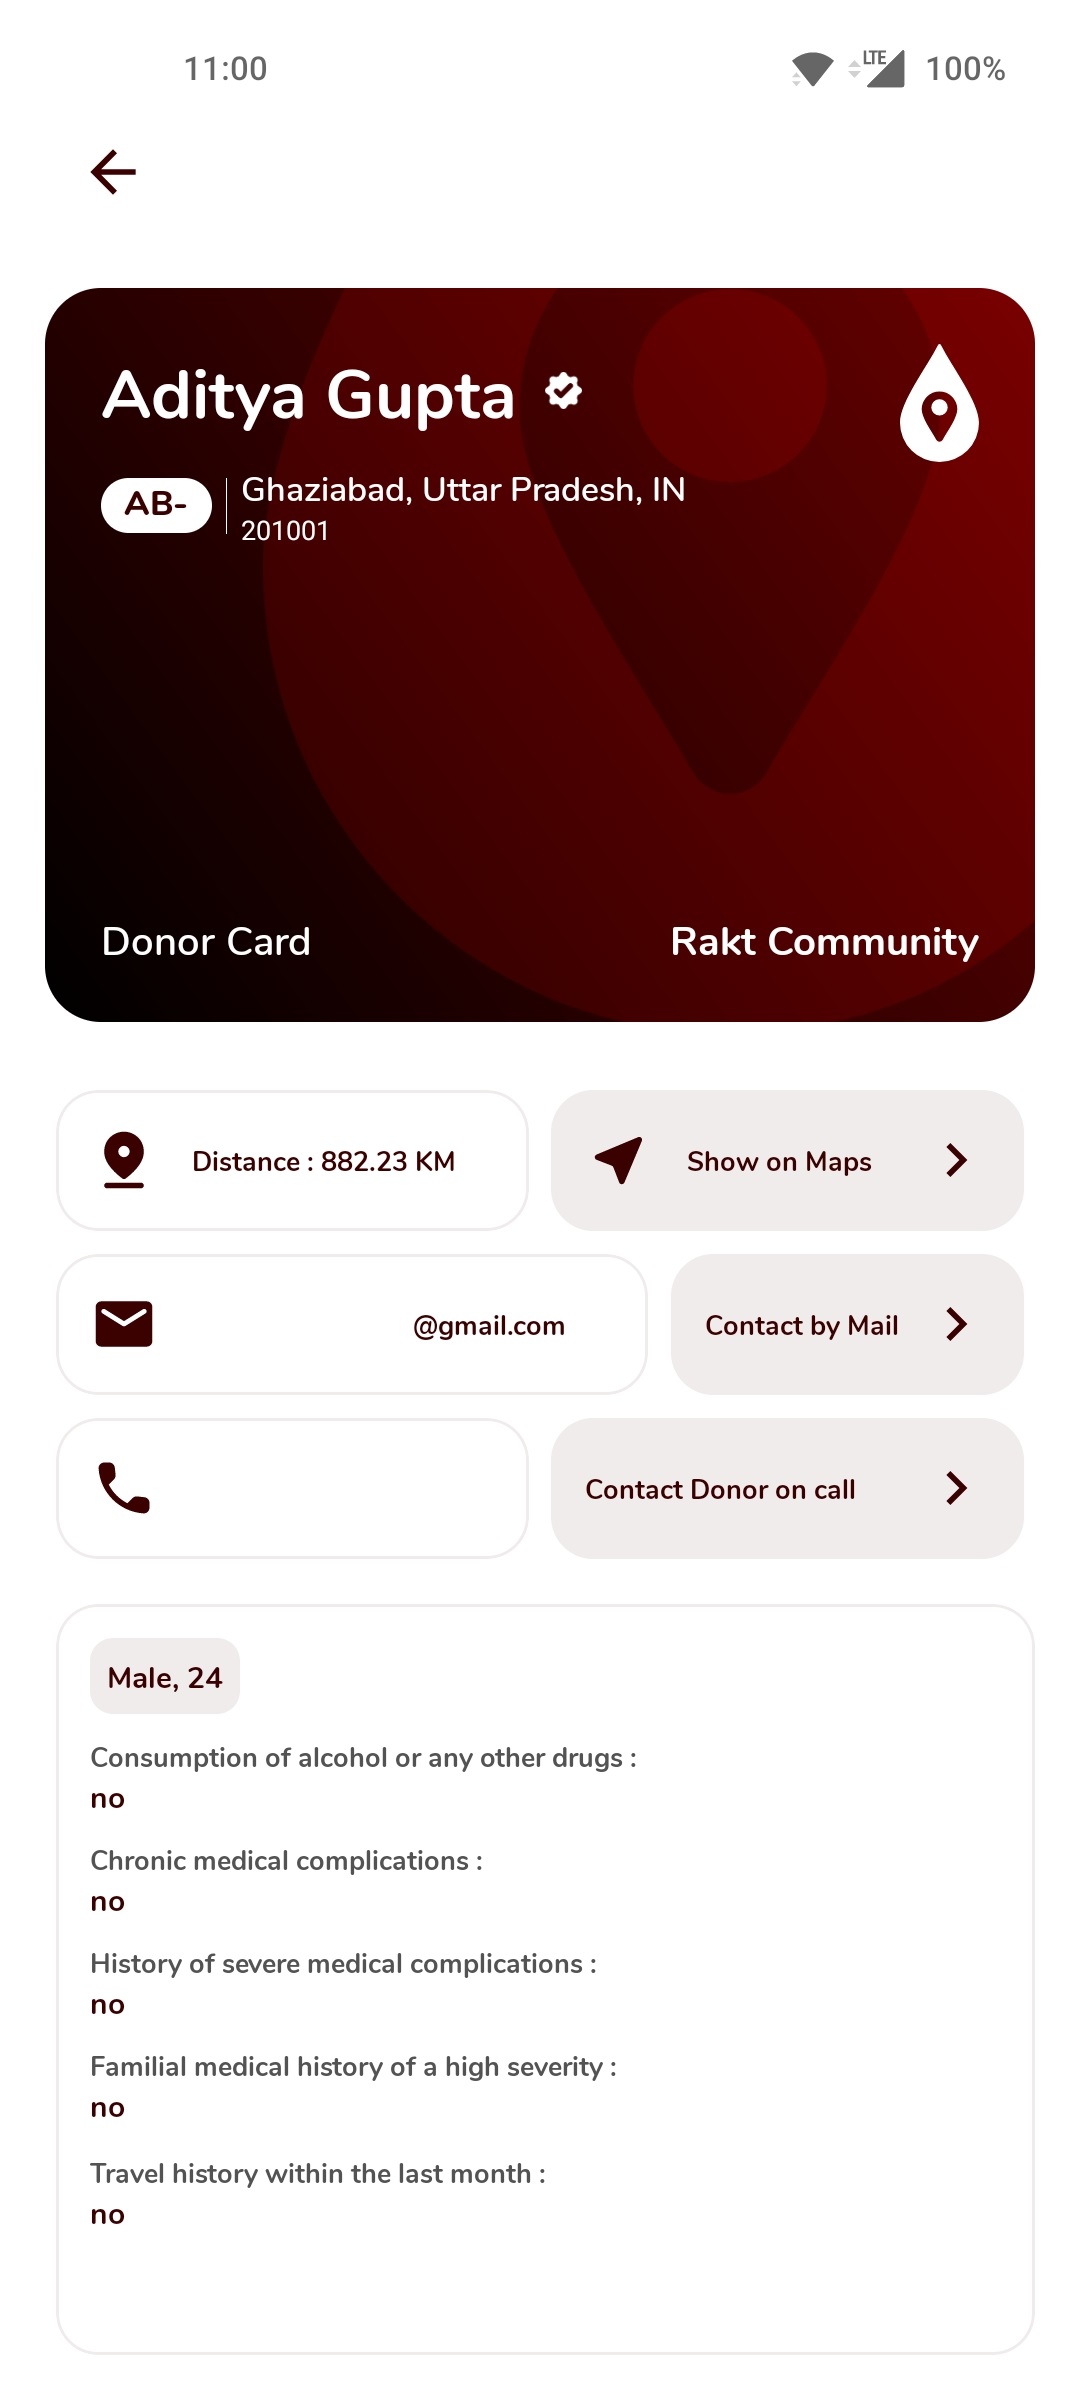 11:00 LTE 100%
Aditya Gupta
AB- Ghaziabad, Uttar Pradesh, IN
201001
Donor Card Rakt Community
Distance : 882.23 KM Show on Maps
@gmail.com Contact by Mail
Contact Donor on call
Male, 24
Consumption of alcohol or any other drugs :
no
Chronic medical complications :
no
History of severe medical complications :
no
Familial medical history of a high severity :
no
Travel history within the last month :
no